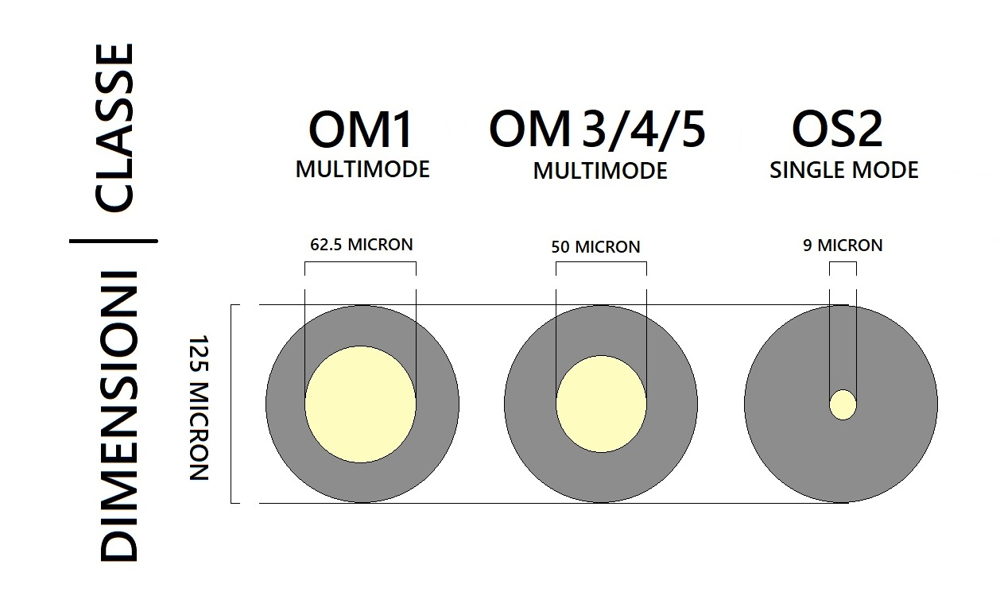 CLASSE
OM1
MULTIMODE
OM 3/4/5
MULTIMODE
OS2
SINGLE MODE
DIMENSIONI
125 MICRON
62.5 MICRON
50 MICRON
9 MICRON